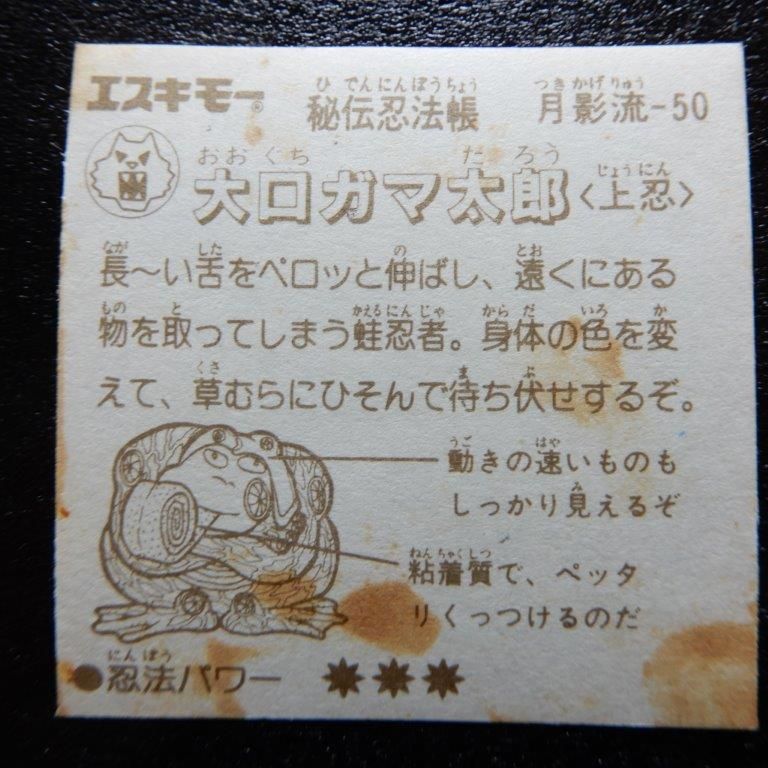 エスキモー 秘伝忍法帳 月影流-50
大口ガマ太郎〈上忍〉
長〜い舌をペロッと伸ばし、遠くにある
物を取ってしまう蛙忍者。身体の色を変
えて、草むらにひそんで待ち伏せするぞ。
動きの速いものも
しっかり見えるぞ
粘着質で、ペッタ
リくっつけるのだ
●忍法パワー